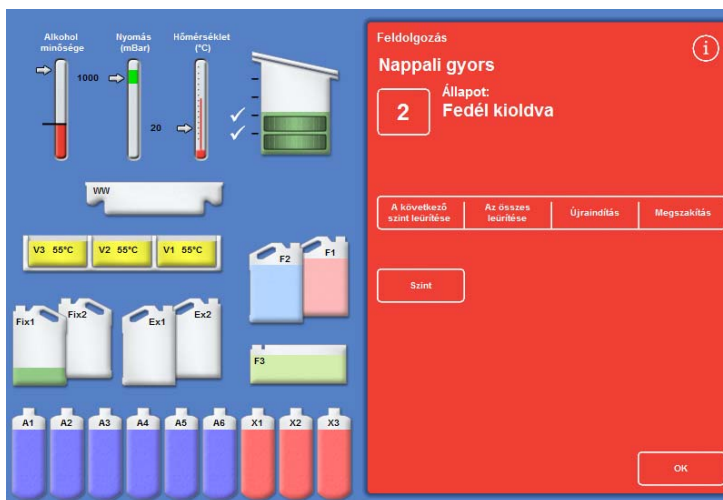 Alkohol
minősége
Nyomás
(mBar)
Hőmérséklet
(°C)
1000
20
WW
V3 55°C
V2 55°C
V1 55°C
F2
F1
Fix1
Fix2
Ex1
Ex2
F3
A1
A2
A3
A4
A5
A6
X1
X2
X3
Feldolgozás
i
Nappali gyors
2
Állapot:
Fedél kioldva
A következő
szint leürítése
Az összes
leürítése
Újraindítás
Megszakítás
Szint
OK